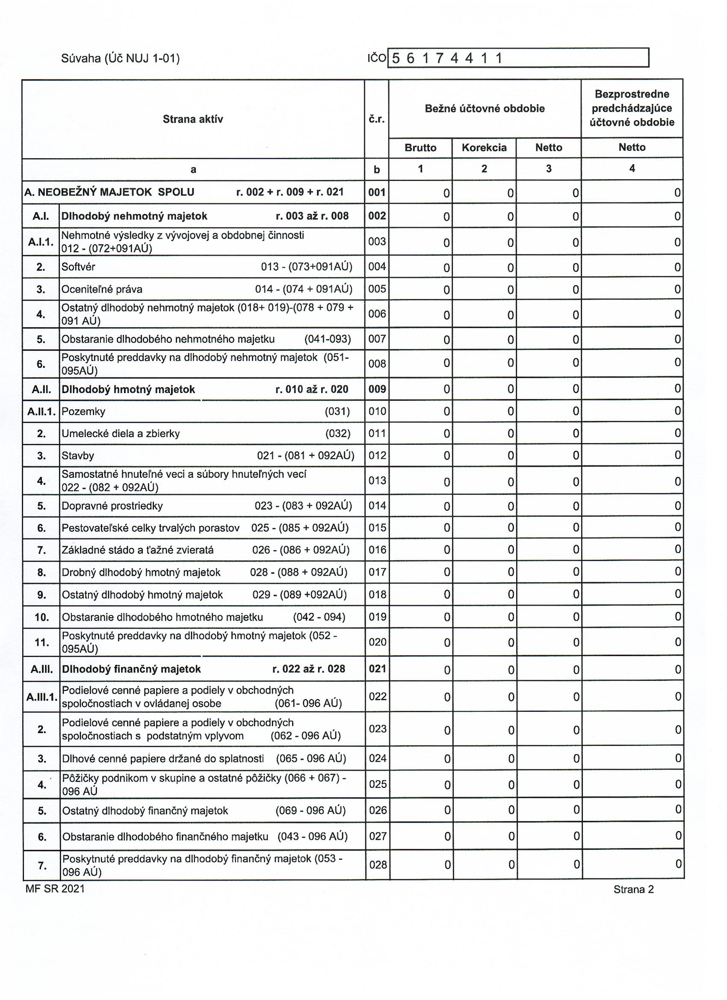 Súvaha (Úč NUJ 1-01) IČO 5 6 1 7 4 4 1 1
Strana aktív č.r. Bežné účtovné obdobie Bezprostredne predchádzajúce účtovné obdobie
Brutto Korekcia Netto Netto
a b 1 2 3 4
A. NEOBEŽNÝ MAJETOK SPOLU r. 002 + r. 009 + r. 021 001 0 0 0 0
A.I. Dlhodobý nehmotný majetok r. 003 až r. 008 002 0 0 0 0
A.I.1. Nehmotné výsledky z vývojovej a obdobnej činnosti
012 - (072+091AÚ) 003 0 0 0 0
2. Softvér 013 - (073+091AÚ) 004 0 0 0 0
3. Oceniteľné práva 014 - (074 + 091AÚ) 005 0 0 0 0
4. Ostatný dlhodobý nehmotný majetok (018+ 019)-(078 + 079 +
091 AÚ) 006 0 0 0 0
5. Obstaranie dlhodobého nehmotného majetku (041-093) 007 0 0 0 0
6. Poskytnuté preddavky na dlhodobý nehmotný majetok (051-
095AÚ) 008 0 0 0 0
A.II. Dlhodobý hmotný majetok r. 010 až r. 020 009 0 0 0 0
A.II.1. Pozemky (031) 010 0 0 0 0
2. Umelecké diela a zbierky (032) 011 0 0 0 0
3. Stavby 021 - (081 + 092AÚ) 012 0 0 0 0
4. Samostatné hnuteľné veci a súbory hnuteľných vecí
022 - (082 + 092AÚ) 013 0 0 0 0
5. Dopravné prostriedky 023 - (083 + 092AÚ) 014 0 0 0 0
6. Pestovateľské celky trvalých porastov 025 - (085 + 092AÚ) 015 0 0 0 0
7. Základné stádo a ťažné zvieratá 026 - (086 + 092AÚ) 016 0 0 0 0
8. Drobný dlhodobý hmotný majetok 028 - (088 + 092AÚ) 017 0 0 0 0
9. Ostatný dlhodobý hmotný majetok 029 - (089 +092AÚ) 018 0 0 0 0
10. Obstaranie dlhodobého hmotného majetku (042 - 094) 019 0 0 0 0
11. Poskytnuté preddavky na dlhodobý hmotný majetok (052 -
095AÚ) 020 0 0 0 0
A.III. Dlhodobý finančný majetok r. 022 až r. 028 021 0 0 0 0
A.III.1. Podielové cenné papiere a podiely v obchodných
spoločnostiach v ovládanej osobe (061- 096 AÚ) 022 0 0 0 0
2. Podielové cenné papiere a podiely v obchodných
spoločnostiach s podstatným vplyvom (062 - 096 AÚ) 023 0 0 0 0
3. Dlhové cenné papiere držané do splatnosti (065 - 096 AÚ) 024 0 0 0 0
4. Pôžičky podnikom v skupine a ostatné pôžičky (066 + 067) -
096 AÚ 025 0 0 0 0
5. Ostatný dlhodobý finančný majetok (069 - 096 AÚ) 026 0 0 0 0
6. Obstaranie dlhodobého finančného majetku (043 - 096 AÚ) 027 0 0 0 0
7. Poskytnuté preddavky na dlhodobý finančný majetok (053 -
096 AÚ) 028 0 0 0 0
MF SR 2021 Strana 2